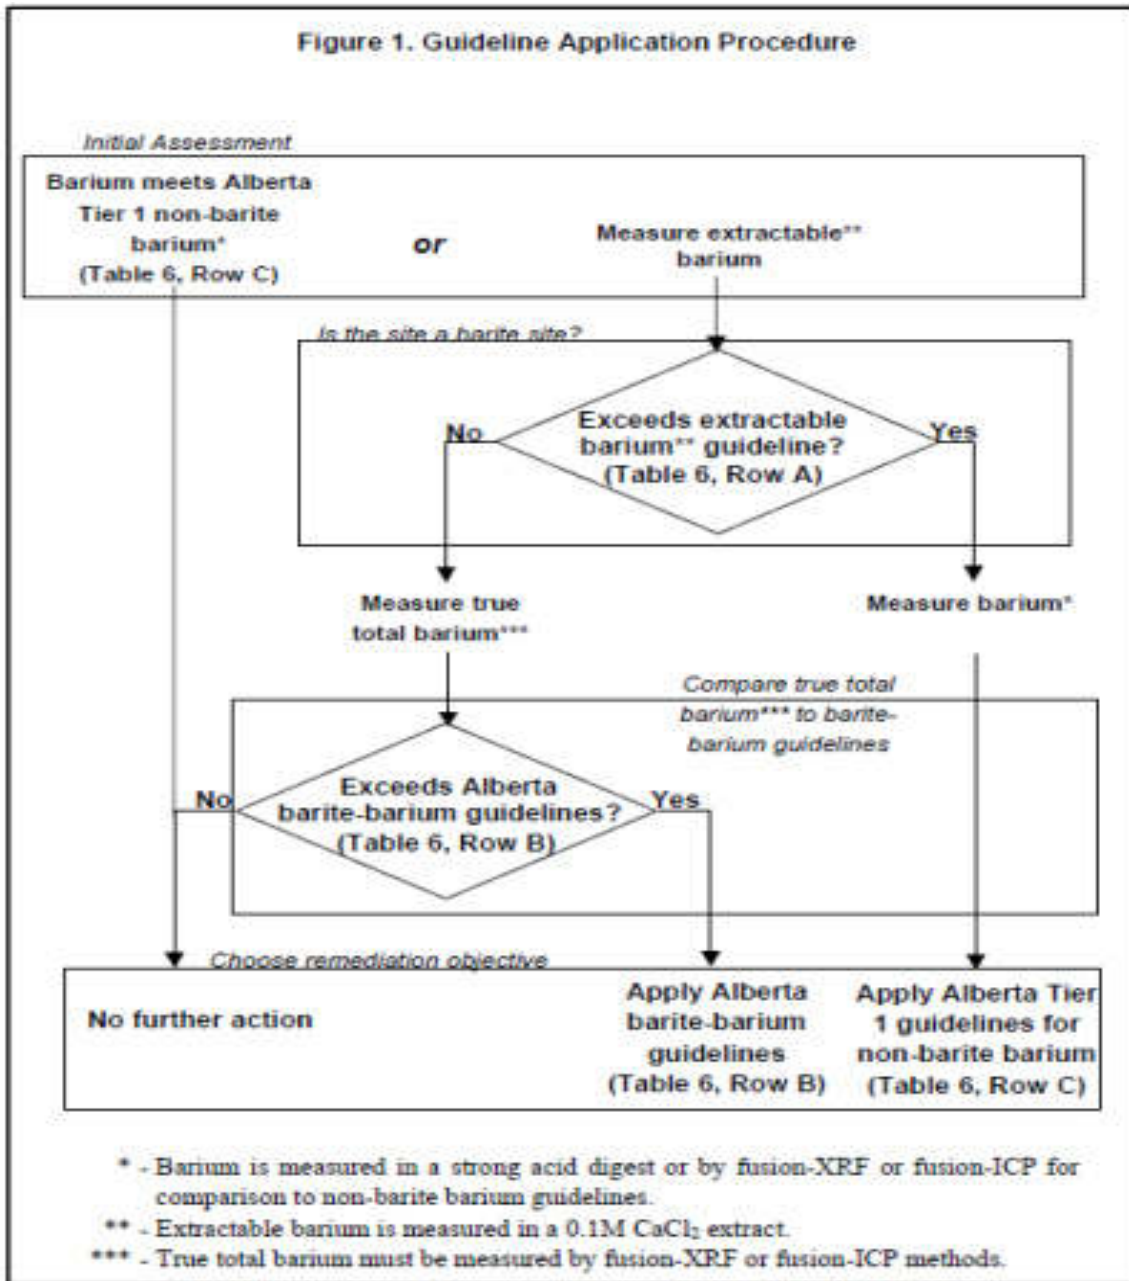 Figure 1. Guideline Application Procedure
Initial Assessment
Barium meets Alberta
Tier 1 non-barite
barium*
(Table 6, Row C)
or
Measure extractable**
barium
Is the site a barite site?
No
Exceeds extractable
barium** guideline?
(Table 6, Row A)
Yes
Measure true
total barium***
Measure barium*
Compare true total
barium*** to barite-
barium guidelines
No
Exceeds Alberta
barite-barium guidelines?
(Table 6, Row B)
Yes
Choose remediation objective
No further action
Apply Alberta
barite-barium
guidelines
(Table 6, Row B)
Apply Alberta Tier
1 guidelines for
non-barite barium
(Table 6, Row C)
* - Barium is measured in a strong acid digest or by fusion-XRF or fusion-ICP for
comparison to non-barite barium guidelines.
** - Extractable barium is measured in a 0.1M CaCl₂ extract.
*** - True total barium must be measured by fusion-XRF or fusion-ICP methods.